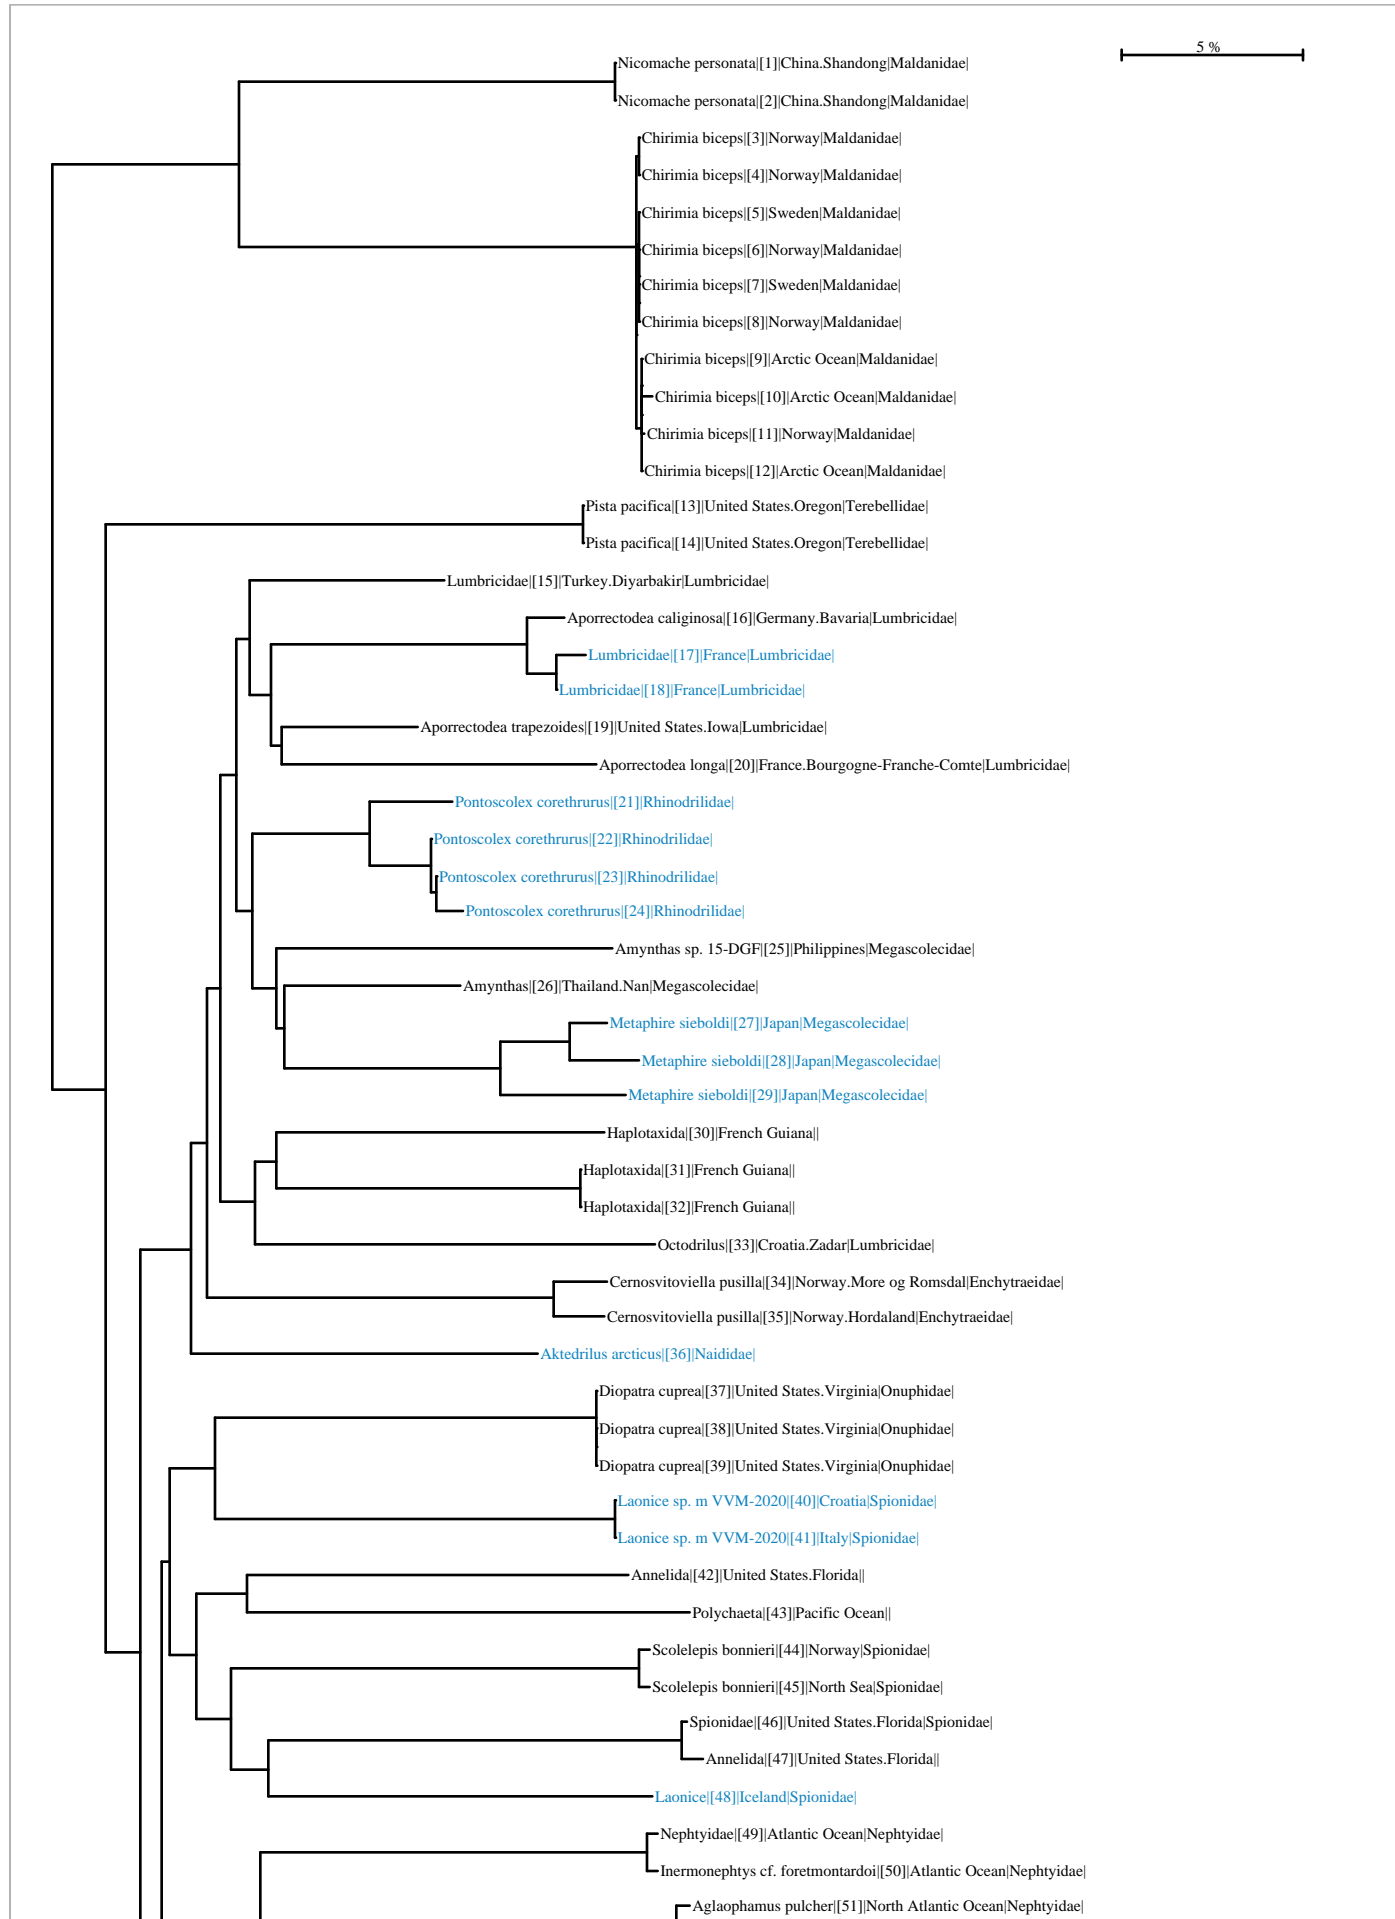 5 %
Nicomache personata|[1]|China.Shandong|Maldanidae|
Nicomache personata|[2]|China.Shandong|Maldanidae|
Chirimia biceps|[3]|Norway|Maldanidae|
Chirimia biceps|[4]|Norway|Maldanidae|
Chirimia biceps|[5]|Sweden|Maldanidae|
Chirimia biceps|[6]|Norway|Maldanidae|
Chirimia biceps|[7]|Sweden|Maldanidae|
Chirimia biceps|[8]|Norway|Maldanidae|
Chirimia biceps|[9]|Arctic Ocean|Maldanidae|
Chirimia biceps|[10]|Arctic Ocean|Maldanidae|
Chirimia biceps|[11]|Norway|Maldanidae|
Chirimia biceps|[12]|Arctic Ocean|Maldanidae|
Pista pacifica|[13]|United States.Oregon|Terebellidae|
Pista pacifica|[14]|United States.Oregon|Terebellidae|
Lumbricidae|[15]|Turkey.Diyarbakir|Lumbricidae|
Aporrectodea caliginosa|[16]|Germany.Bavaria|Lumbricidae|
Lumbricidae|[17]|France|Lumbricidae|
Lumbricidae|[18]|France|Lumbricidae|
Aporrectodea trapezoides|[19]|United States.Iowa|Lumbricidae|
Aporrectodea longa|[20]|France.Bourgogne-Franche-Comte|Lumbricidae|
Pontoscolex corethrurus|[21]|Rhinodrilidae|
Pontoscolex corethrurus|[22]|Rhinodrilidae|
Pontoscolex corethrurus|[23]|Rhinodrilidae|
Pontoscolex corethrurus|[24]|Rhinodrilidae|
Amynthas sp. 15-DGF|[25]|Philippines|Megascolecidae|
Amynthas|[26]|Thailand.Nan|Megascolecidae|
Metaphire sieboldi|[27]|Japan|Megascolecidae|
Metaphire sieboldi|[28]|Japan|Megascolecidae|
Metaphire sieboldi|[29]|Japan|Megascolecidae|
Haplotaxida|[30]|French Guiana||
Haplotaxida|[31]|French Guiana||
Haplotaxida|[32]|French Guiana||
Octodrilus|[33]|Croatia.Zadar|Lumbricidae|
Cernosvitoviella pusilla|[34]|Norway.More og Romsdal|Enchytraeidae|
Cernosvitoviella pusilla|[35]|Norway.Hordaland|Enchytraeidae|
Aktedrilus arcticus|[36]|Naididae|
Diopatra cuprea|[37]|United States.Virginia|Onuphidae|
Diopatra cuprea|[38]|United States.Virginia|Onuphidae|
Diopatra cuprea|[39]|United States.Virginia|Onuphidae|
Laonice sp. m VVM-2020|[40]|Croatia|Spionidae|
Laonice sp. m VVM-2020|[41]|Italy|Spionidae|
Annelida|[42]|United States.Florida||
Polychaeta|[43]|Pacific Ocean||
Scolelepis bonnieri|[44]|Norway|Spionidae|
Scolelepis bonnieri|[45]|North Sea|Spionidae|
Spionidae|[46]|United States.Florida|Spionidae|
Annelida|[47]|United States.Florida||
Laonice|[48]|Iceland|Spionidae|
Nephtyidae|[49]|Atlantic Ocean|Nephtyidae|
Inermonephtys cf. foretmontardoi|[50]|Atlantic Ocean|Nephtyidae|
Aglaophamus pulcher|[51]|North Atlantic Ocean|Nephtyidae|